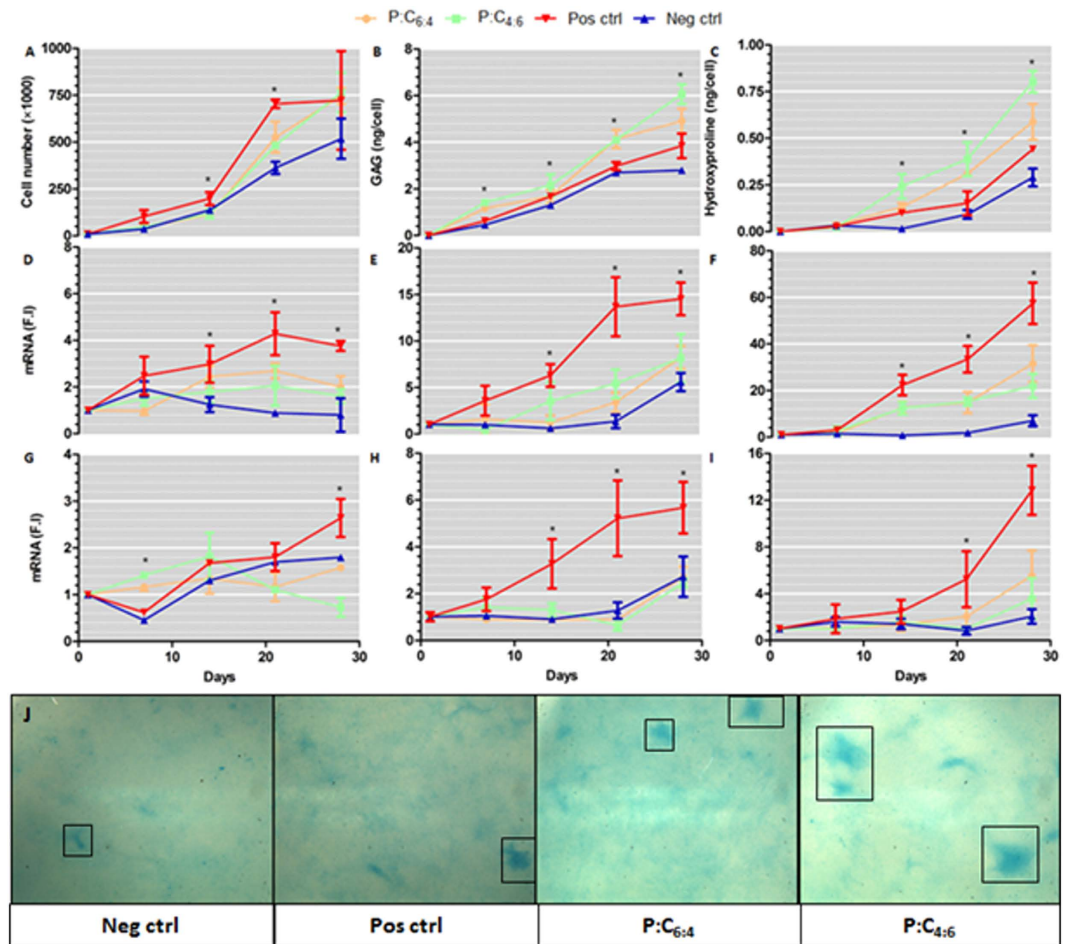 P:C6:4 P:C4:6 Pos ctrl Neg ctrl
A
Cell number (×1000)
1000
750
500
250
0
B
GAG (ng/cell)
8
6
4
2
0
C
Hydroxyproline (ng/cell)
1.00
0.75
0.50
0.25
0.00
D
mRNA (F.I)
8
6
4
2
0
E
20
15
10
5
0
F
80
60
40
20
0
G
mRNA (F.I)
4
3
2
1
0
0 10 20 30
Days
H
8
6
4
2
0
0 10 20 30
Days
I
16
12
8
4
0
0 10 20 30
Days
J
Neg ctrl Pos ctrl P:C6:4 P:C4:6